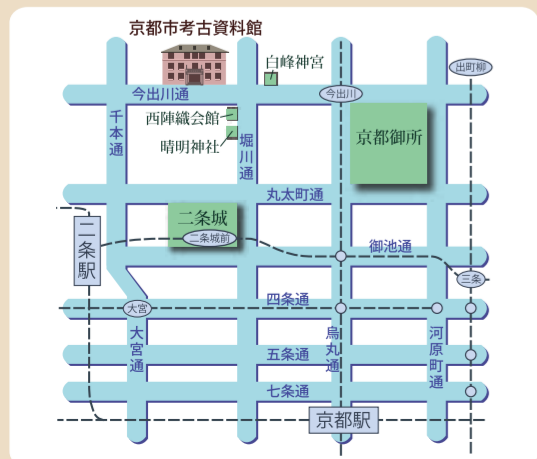 京都市考古資料館
白峰神宮
出町柳
今出川通
今出川
千本通
西陣織会館
晴明神社
堀川通
京都御所
丸太町通
二条城
二条城前
二条駅
御池通
三条
四条通
大宮
大宮通
烏丸通
河原町通
五条通
七条通
京都駅